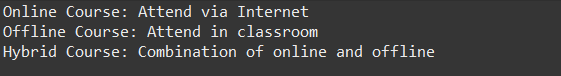 Online Course: Attend via Internet
Offline Course: Attend in classroom
Hybrid Course: Combination of online and offline